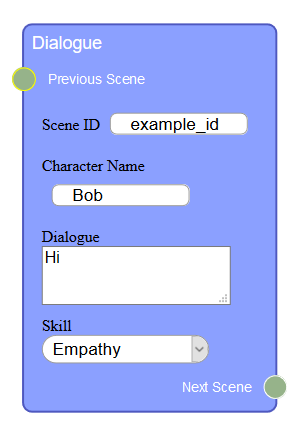 Dialogue
Previous Scene
Scene ID example_id
Character Name
Bob
Dialogue
Hi
Skill
Empathy
Next Scene